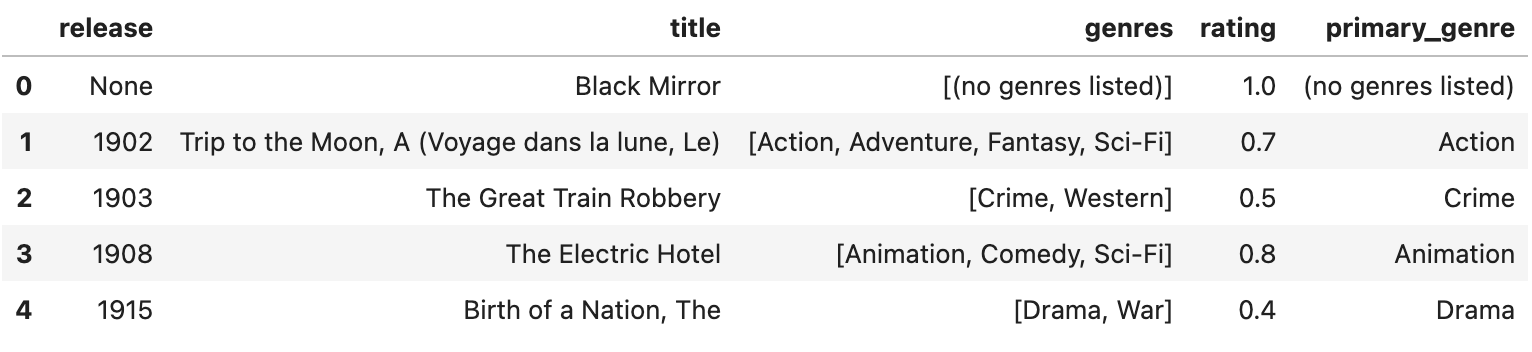 release title genres rating primary_genre
0 None Black Mirror [(no genres listed)] 1.0 (no genres listed)
1 1902 Trip to the Moon, A (Voyage dans la lune, Le) [Action, Adventure, Fantasy, Sci-Fi] 0.7 Action
2 1903 The Great Train Robbery [Crime, Western] 0.5 Crime
3 1908 The Electric Hotel [Animation, Comedy, Sci-Fi] 0.8 Animation
4 1915 Birth of a Nation, The [Drama, War] 0.4 Drama